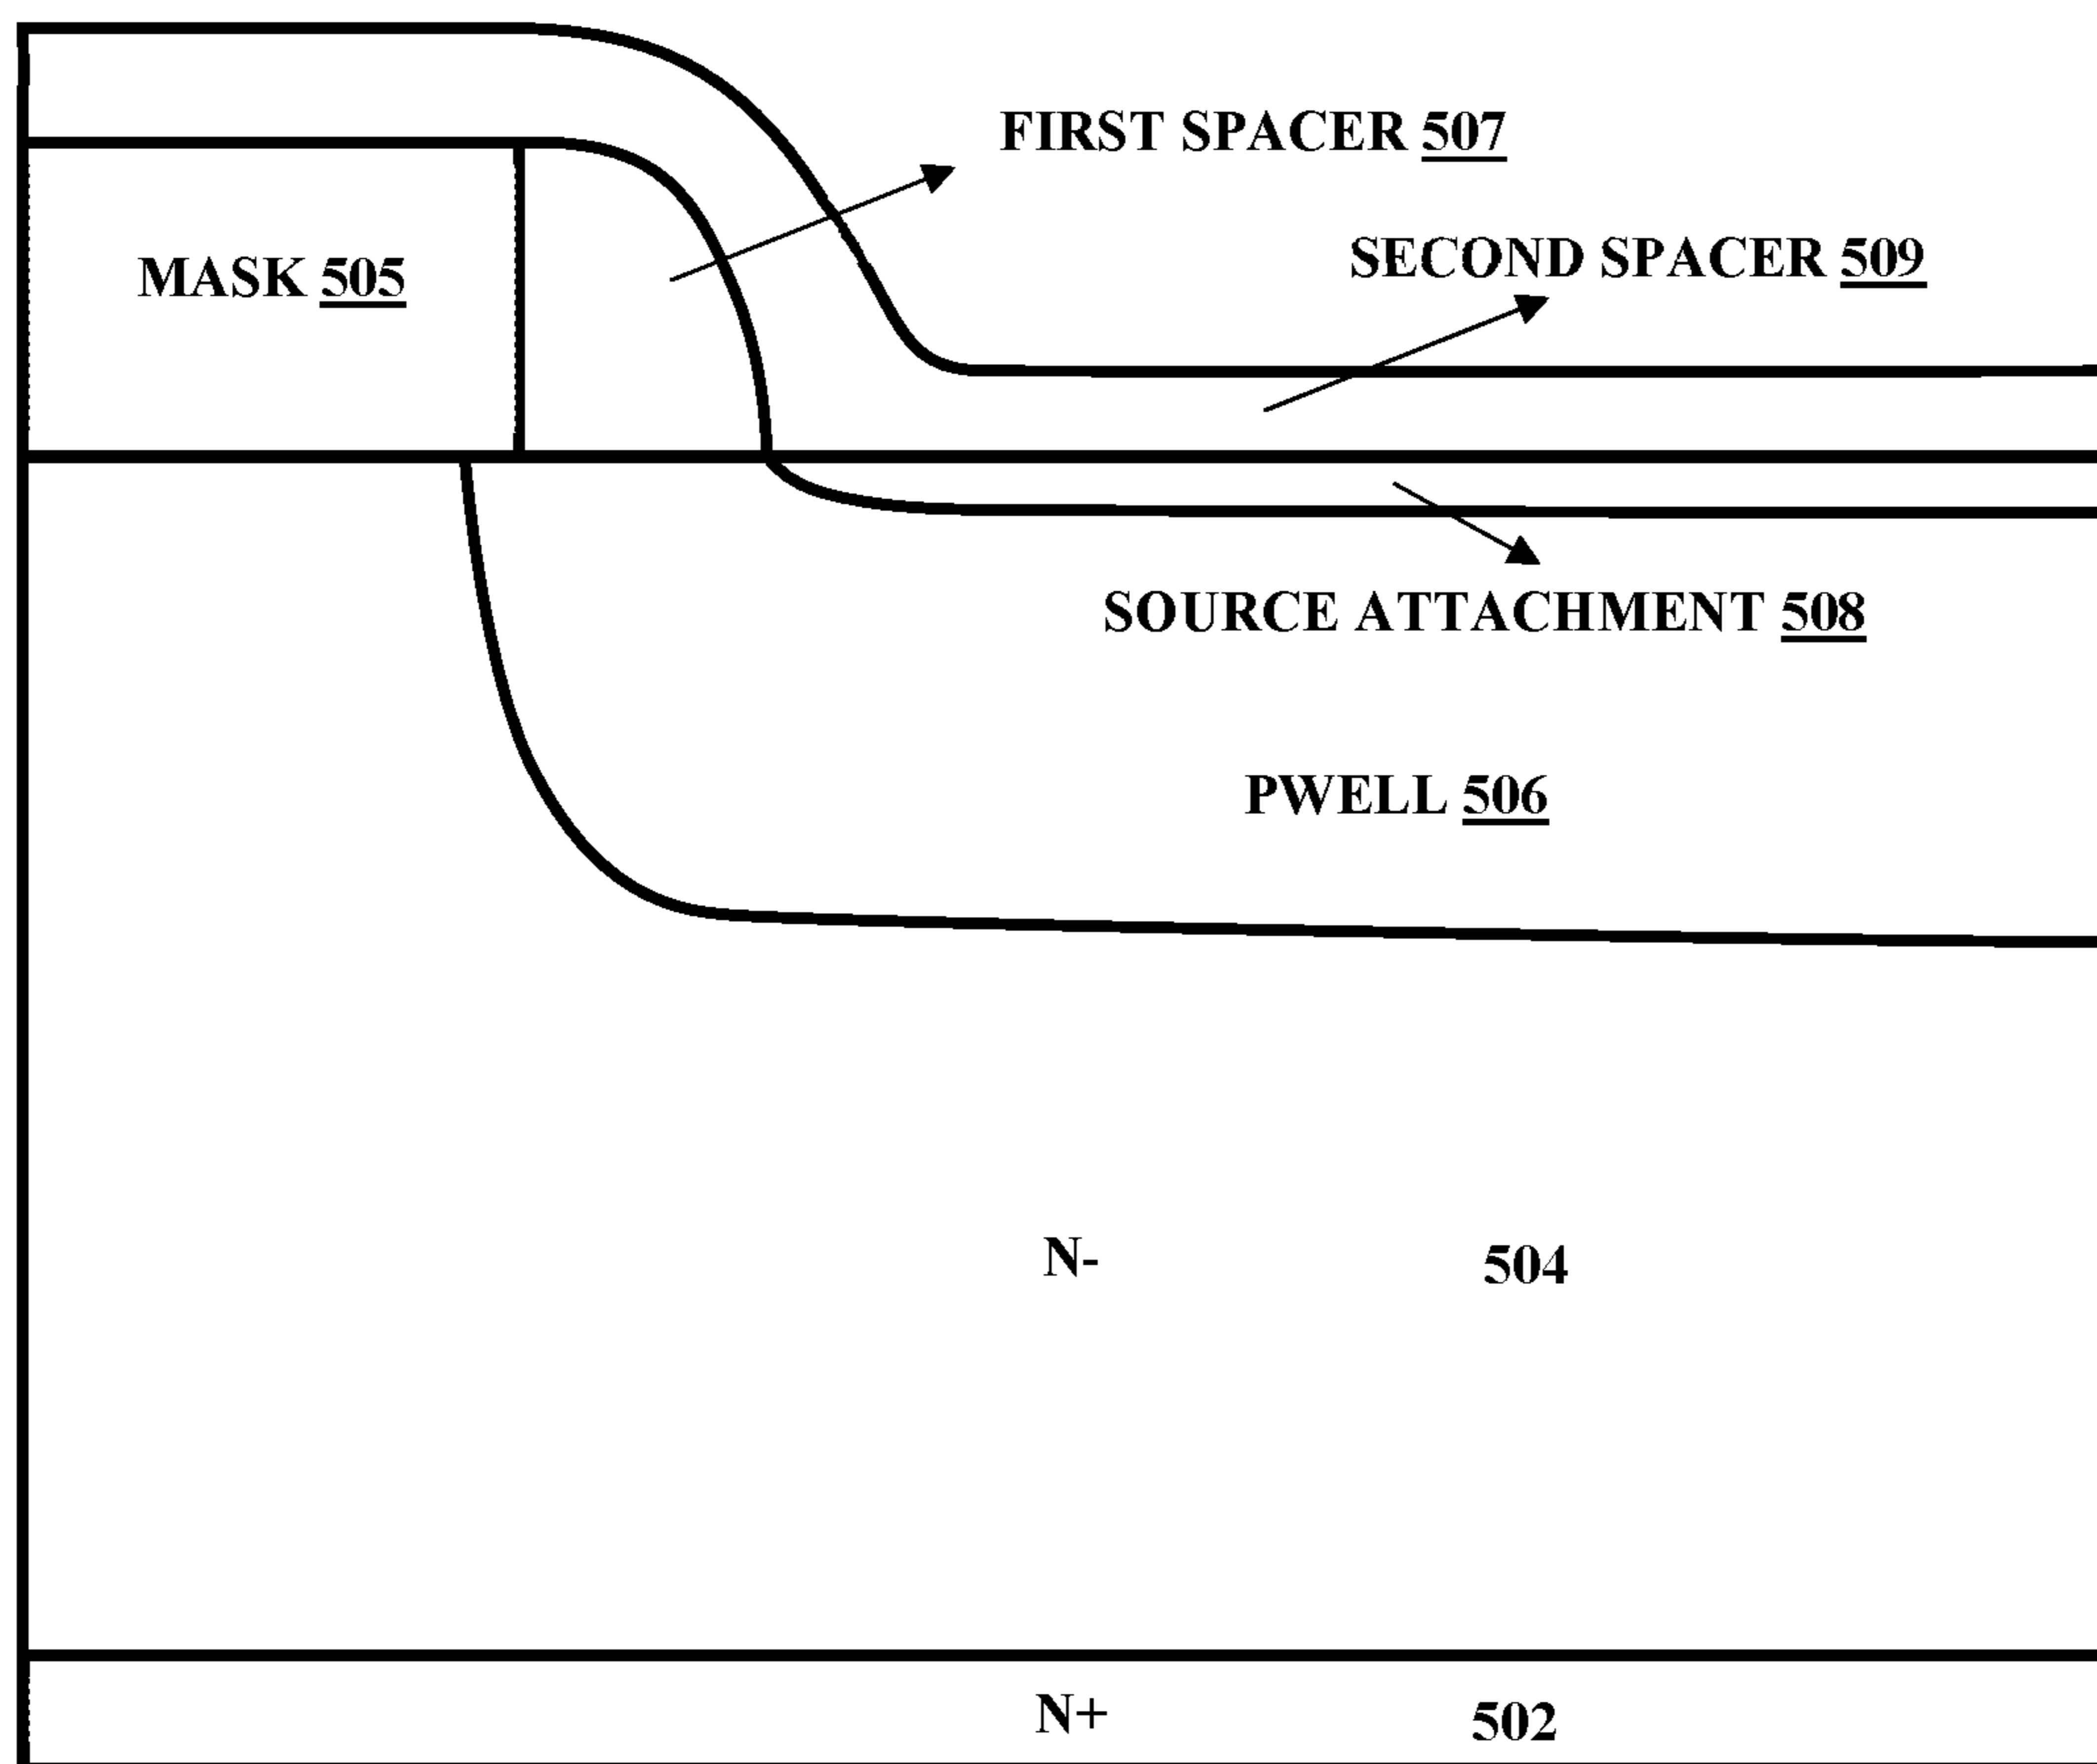 FIRST SPACER 507
SECOND SPACER 509
MASK 505
SOURCE ATTACHMENT 508
PWELL 506
N- 504
N+ 502